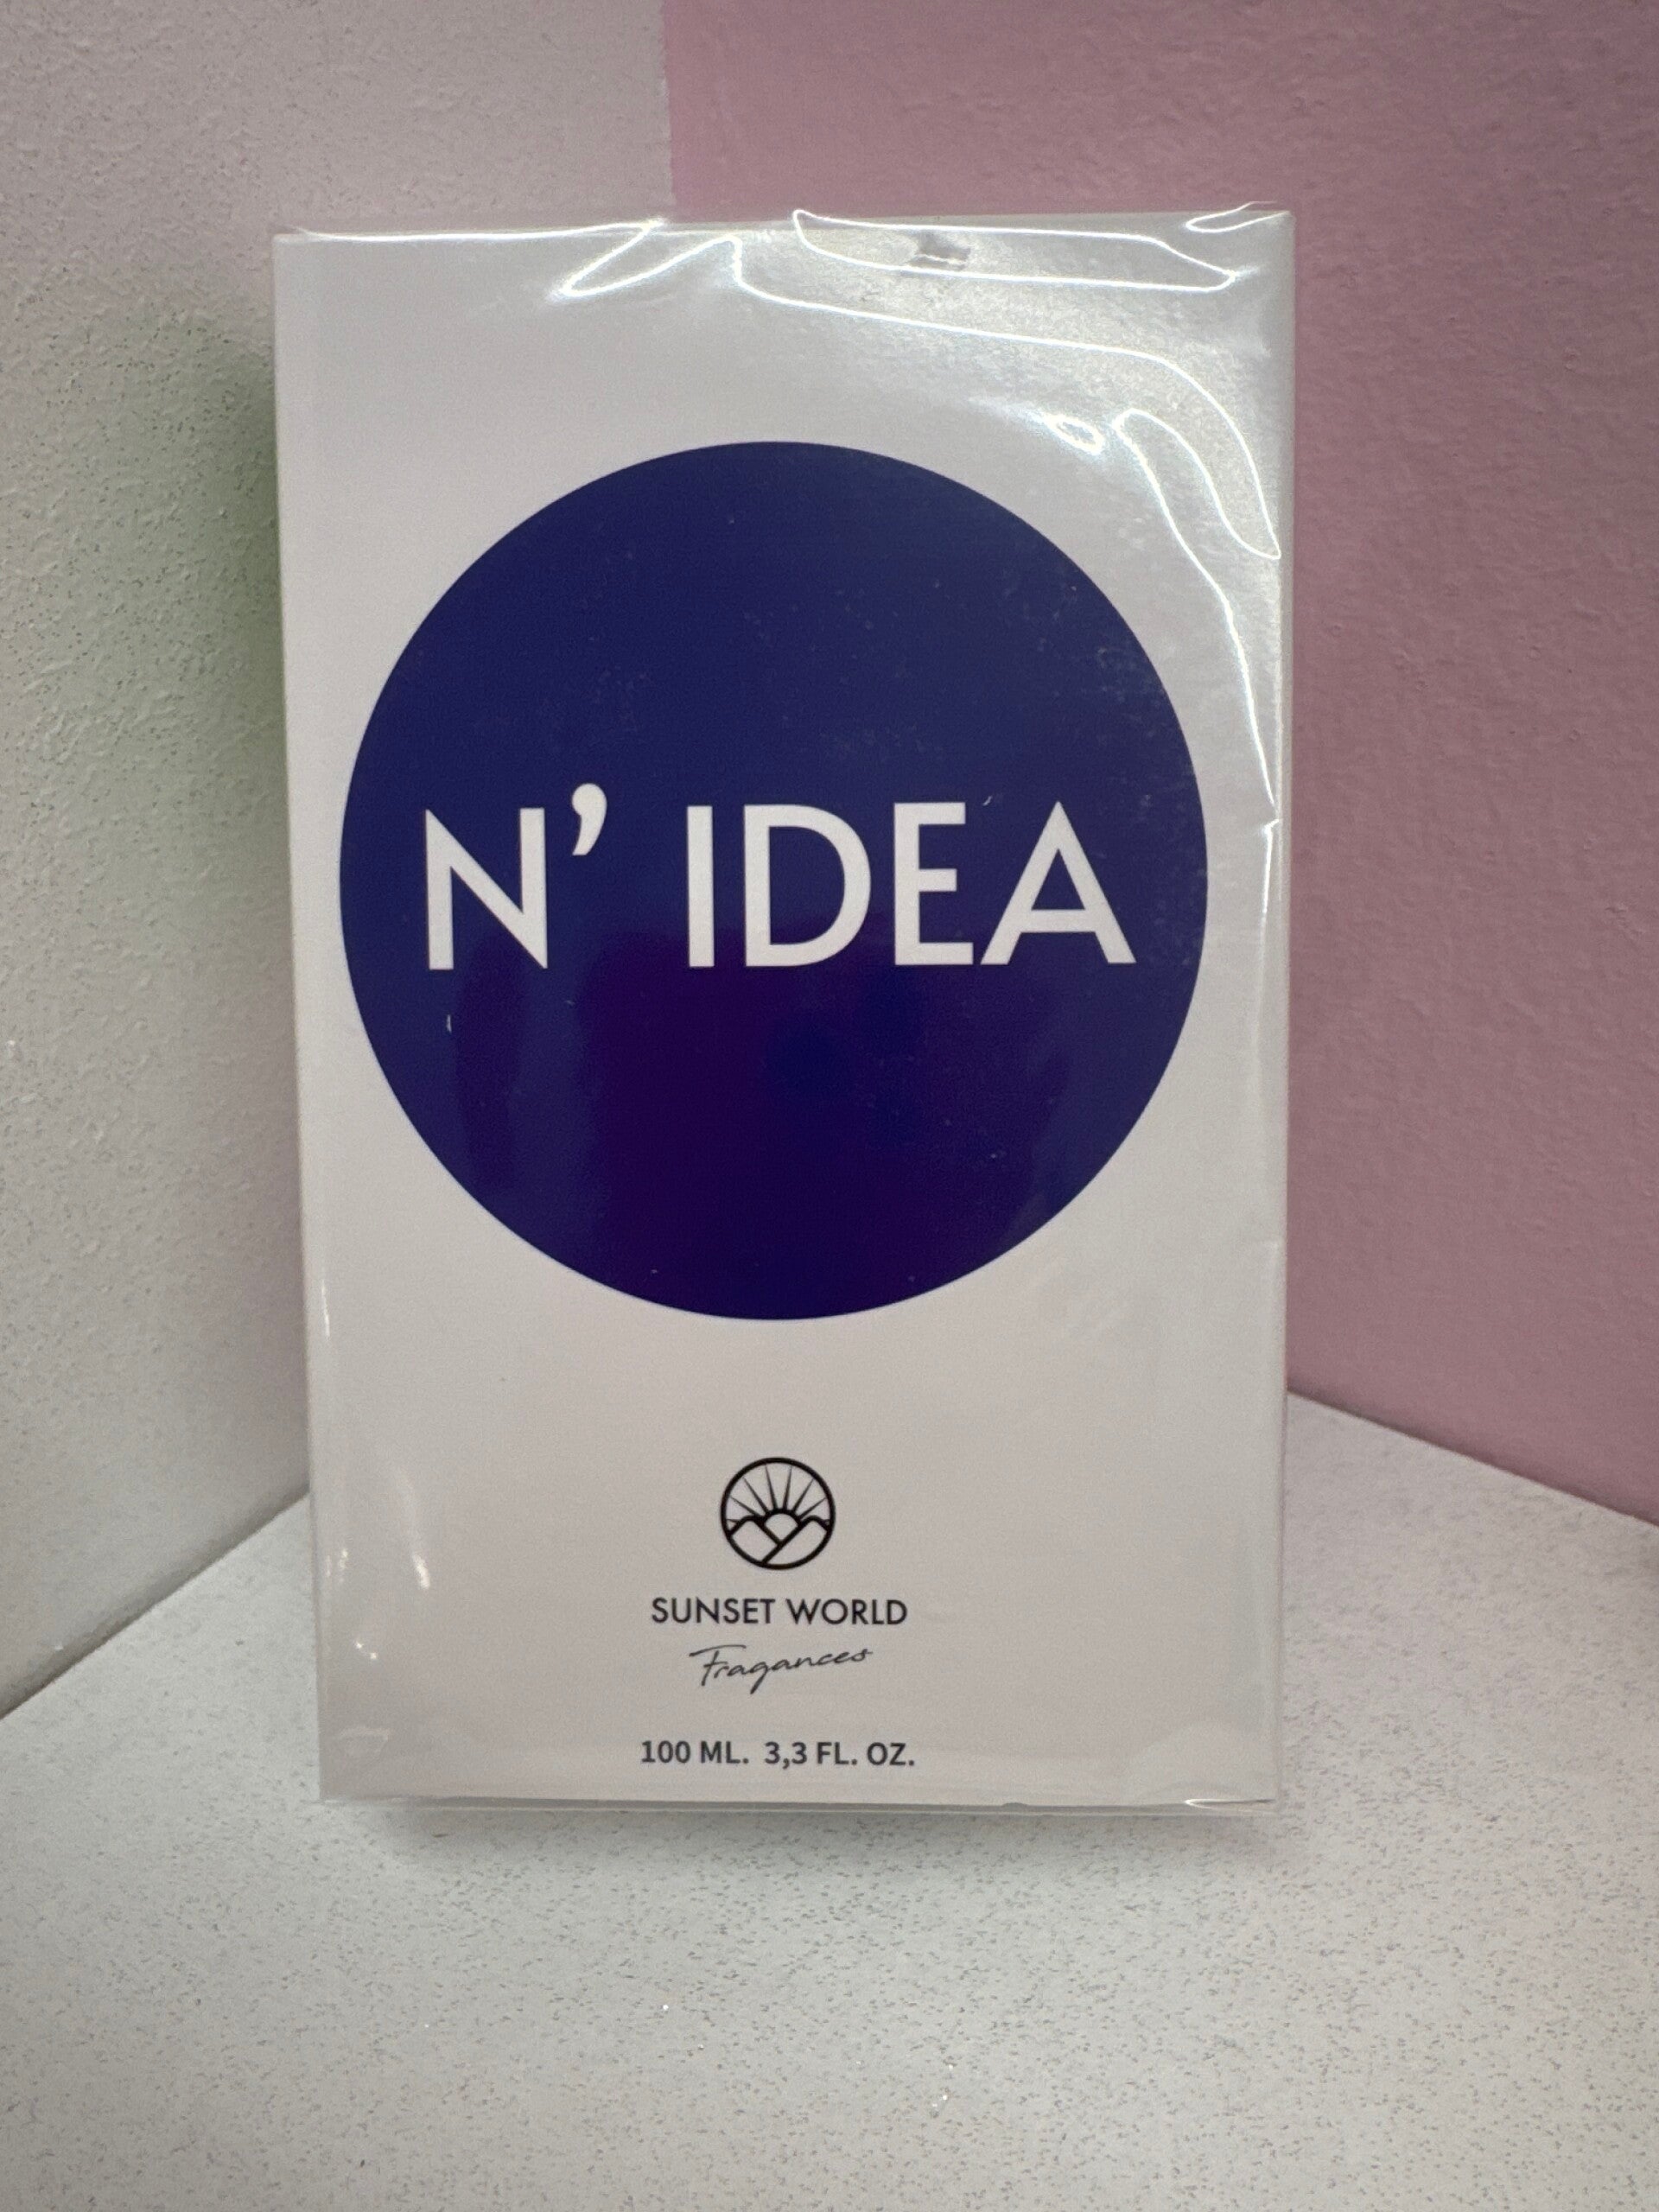 N’ IDEA
SUNSET WORLD
Fragances
100 ML. 3,3 FL. OZ.